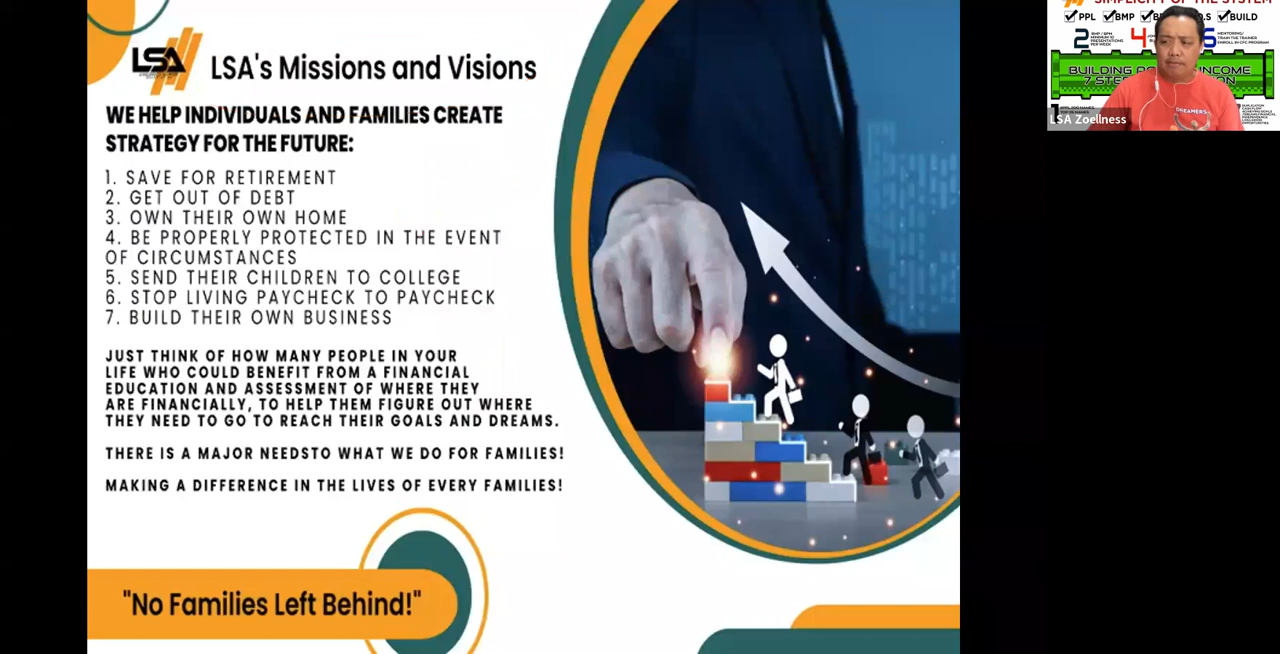 LSA
LSA's Missions and Visions
WE HELP INDIVIDUALS AND FAMILIES CREATE
STRATEGY FOR THE FUTURE:
1. SAVE FOR RETIREMENT
2. GET OUT OF DEBT
3. OWN THEIR OWN HOME
4. BE PROPERLY PROTECTED IN THE EVENT
OF CIRCUMSTANCES
5. SEND THEIR CHILDREN TO COLLEGE
6. STOP LIVING PAYCHECK TO PAYCHECK
7. BUILD THEIR OWN BUSINESS
JUST THINK OF HOW MANY PEOPLE IN YOUR
LIFE WHO COULD BENEFIT FROM A FINANCIAL
EDUCATION AND ASSESSMENT OF WHERE THEY
ARE FINANCIALLY, TO HELP THEM FIGURE OUT WHERE
THEY NEED TO GO TO REACH THEIR GOALS AND DREAMS.
THERE IS A MAJOR NEEDSTO WHAT WE DO FOR FAMILIES!
MAKING A DIFFERENCE IN THE LIVES OF EVERY FAMILIES!
"No Families Left Behind!"
SIMPLICITY OF THE SYSTEM
PPL BMP BUILD
2 4 6
BUILDING INCOME
7
DREAMERS
LSA Zoellness